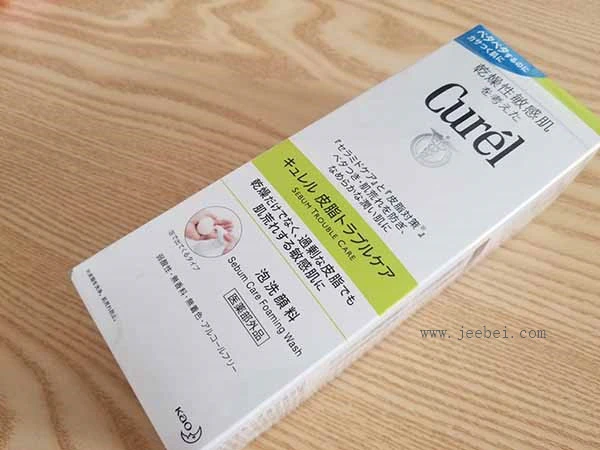 ベタベタするのに
カサつく肌に
乾燥性敏感肌
を考えた
Curél
『セラミドケア』と『皮脂対策※』
ベタつき・肌荒れを防ぎ、
なめらかな潤い肌に
キュレル 皮脂トラブルケア
SEBUM TROUBLE CARE
乾燥だけでなく、過剰な皮脂でも
肌荒れする敏感肌に
泡で出てくるタイプ
泡洗顔料
Sebum Care Foaming Wash
医薬部外品
弱酸性・無香料・無着色・アルコールフリー
kao
www.jeebei.com